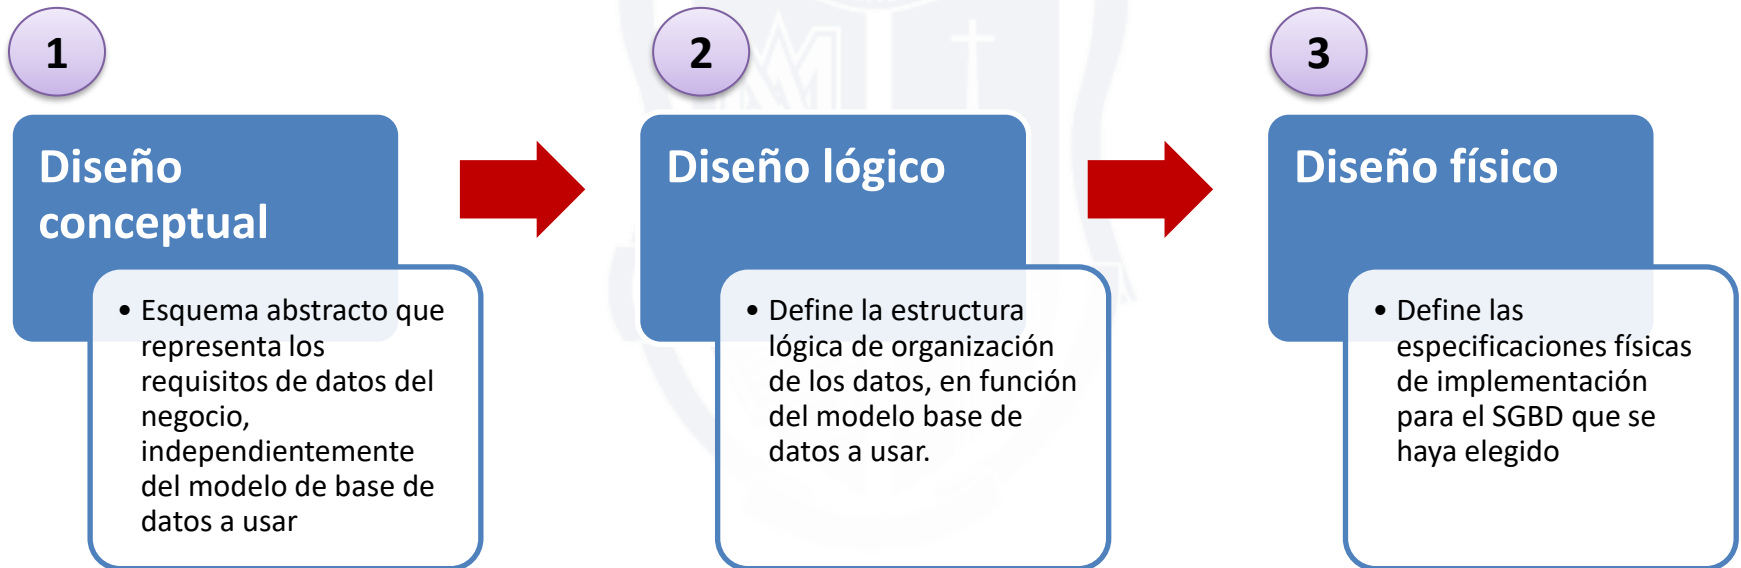 1
Diseño
conceptual
• Esquema abstracto que
representa los
requisitos de datos del
negocio,
independientemente
del modelo de base de
datos a usar
2
Diseño lógico
• Define la estructura
lógica de organización
de los datos, en función
del modelo base de
datos a usar.
3
Diseño físico
• Define las
especificaciones físicas
de implementación
para el SGBD que se
haya elegido